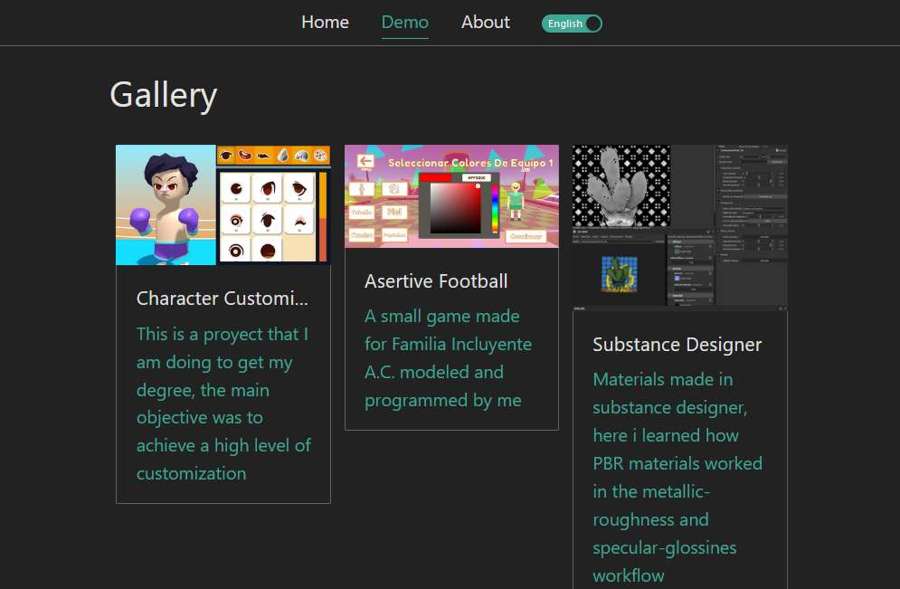 Home Demo About English
Gallery
Seleccionar Colores De Equipo 1
Character Customi...
This is a proyect that I
am doing to get my
degree, the main
objective was to
achieve a high level of
customization
Asertive Football
A small game made
for Familia Incluyente
A.C. modeled and
programmed by me
Substance Designer
Materials made in
substance designer,
here i learned how
PBR materials worked
in the metallic-
roughness and
specular-glossines
workflow